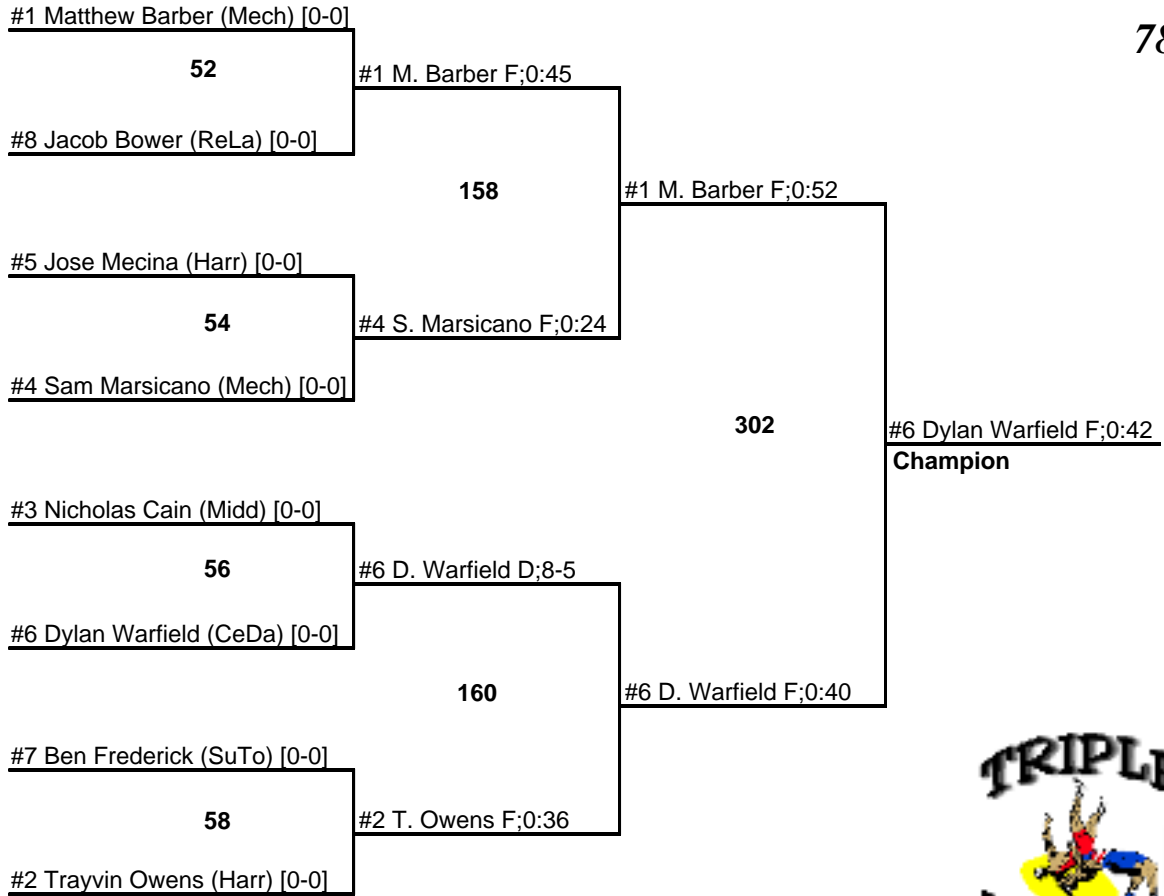 #1 Matthew Barber (Mech) [0-0]
78
52
#1 M. Barber F;0:45
#8 Jacob Bower (ReLa) [0-0]
158
#1 M. Barber F;0:52
#5 Jose Mecina (Harr) [0-0]
54
#4 S. Marsicano F;0:24
#4 Sam Marsicano (Mech) [0-0]
302
#6 Dylan Warfield F;0:42
Champion
#3 Nicholas Cain (Midd) [0-0]
56
#6 D. Warfield D;8-5
#6 Dylan Warfield (CeDa) [0-0]
160
#6 D. Warfield F;0:40
#7 Ben Frederick (SuTo) [0-0]
58
#2 T. Owens F;0:36
#2 Trayvin Owens (Harr) [0-0]
TRIPLE